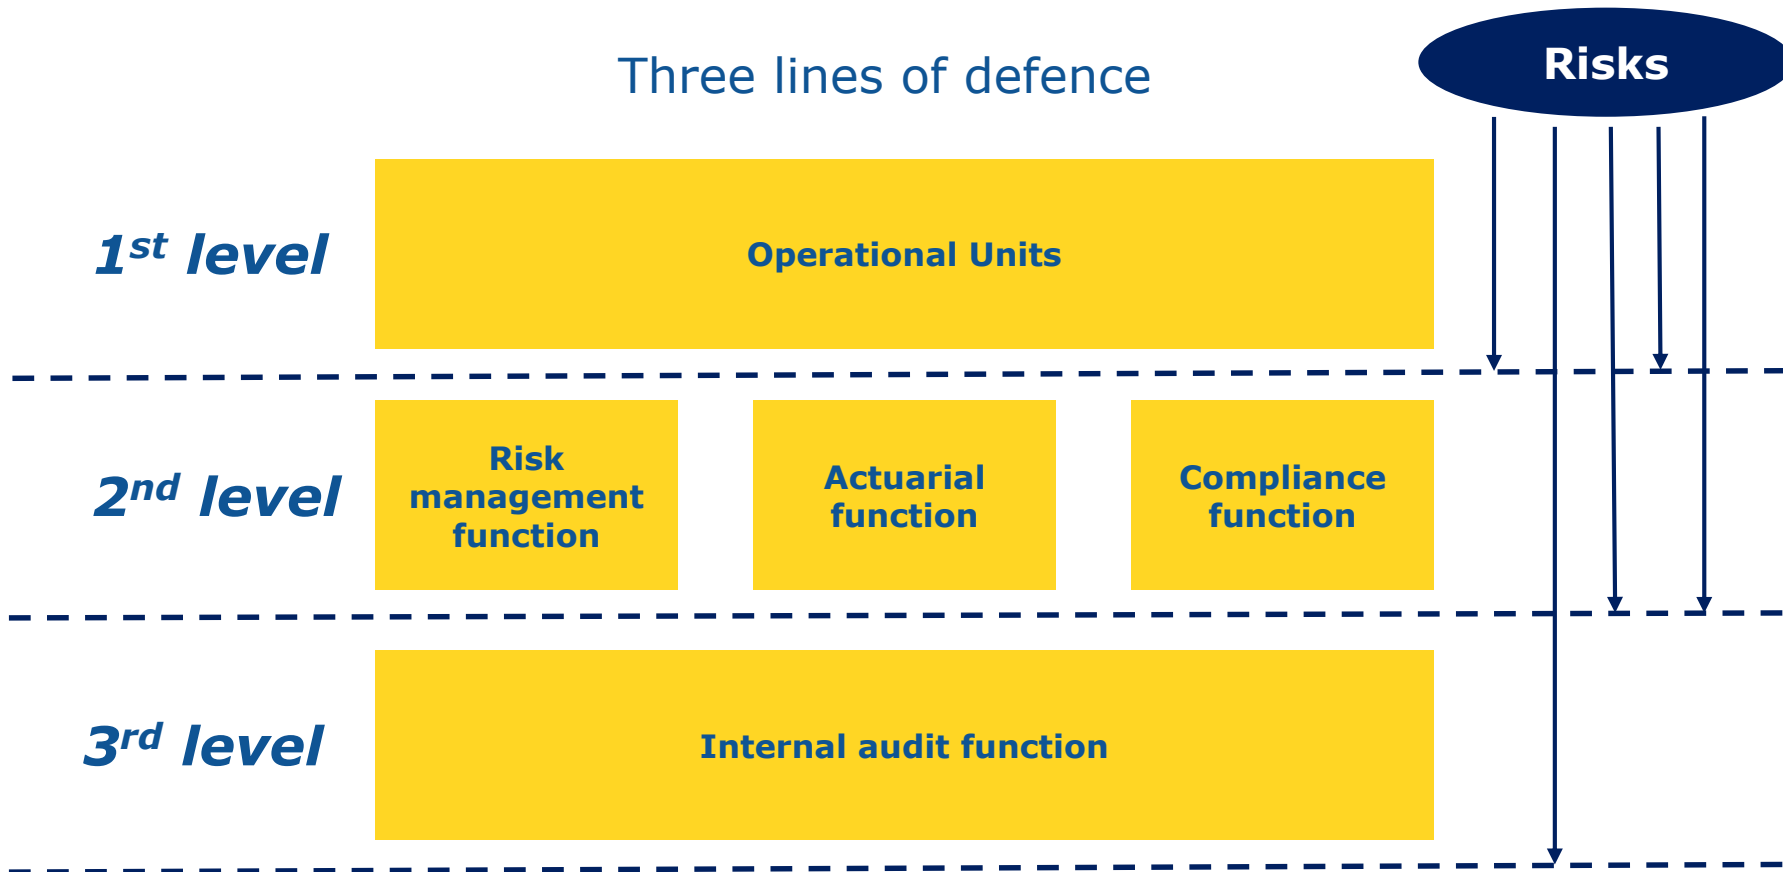 Three lines of defence
Risks
1st level
Operational Units
2nd level
Risk
management
function
Actuarial
function
Compliance
function
3rd level
Internal audit function